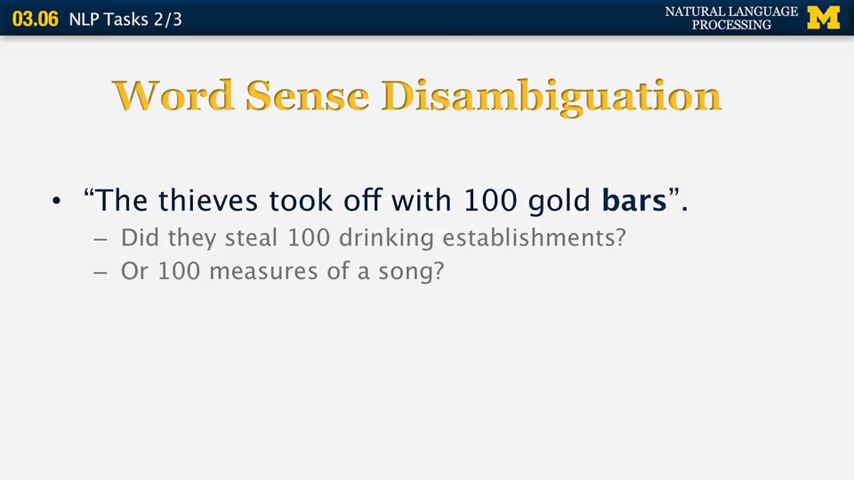 03.06 NLP Tasks 2/3
NATURAL LANGUAGE
PROCESSING
M
Word Sense Disambiguation
• “The thieves took off with 100 gold bars”.
– Did they steal 100 drinking establishments?
– Or 100 measures of a song?